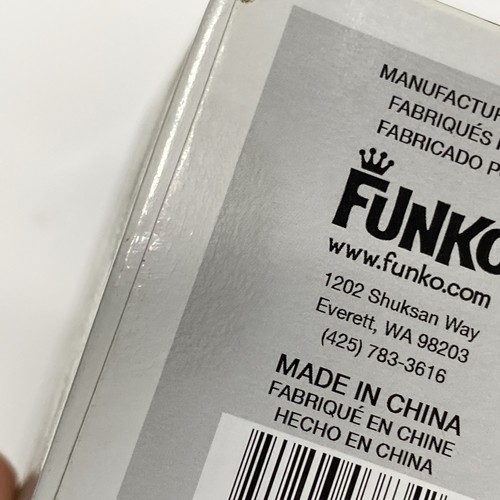 MANUFACTUR
FABRIQUÉS
FABRICADO P
FUNKO
www.funko.com
1202 Shuksan Way
Everett, WA 98203
(425) 783-3616
MADE IN CHINA
FABRIQUÉ EN CHINE
HECHO EN CHINA